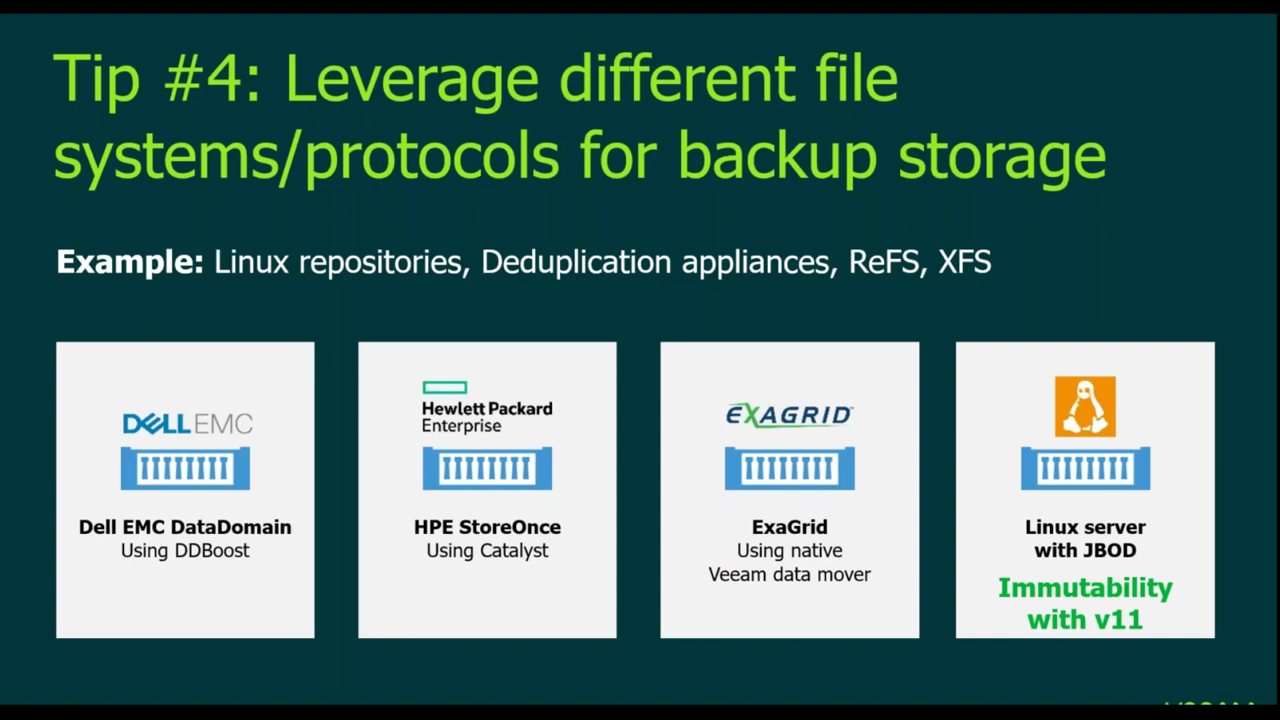 Tip #4: Leverage different file
systems/protocols for backup storage
Example: Linux repositories, Deduplication appliances, ReFS, XFS
DELL EMC
Dell EMC DataDomain
Using DDBoost
Hewlett Packard
Enterprise
HPE StoreOnce
Using Catalyst
EXAGRID
ExaGrid
Using native
Veeam data mover
Linux server
with JBOD
Immutability
with v11